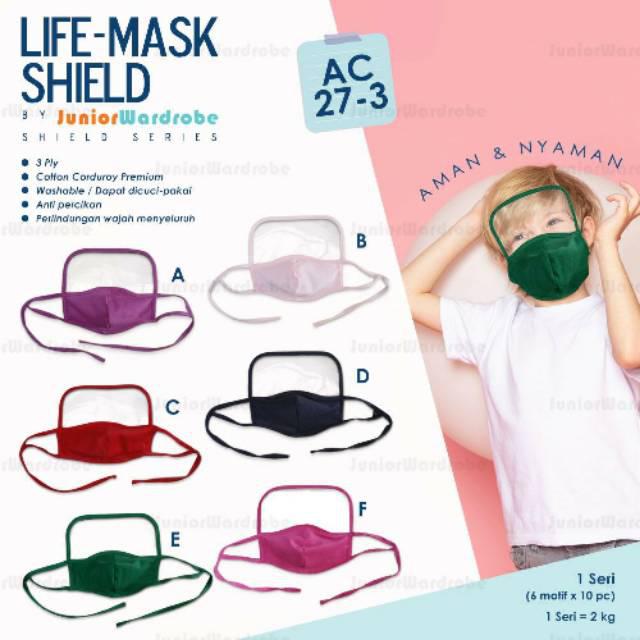 LIFE-MASK
SHIELD
BY JuniorWardrobe
SHIELD SERIES
3 Ply
Cotton Corduroy Premium
Washable / Dapat dicuci-pakai
Anti percikan
Perlindungan wajah menyeluruh
AC
27-3
AMAN & NYAMAN
A
B
C
D
E
F
1 Seri
(6 motif x 10 pc)
1 Seri = 2 kg
JuniorWardrobe